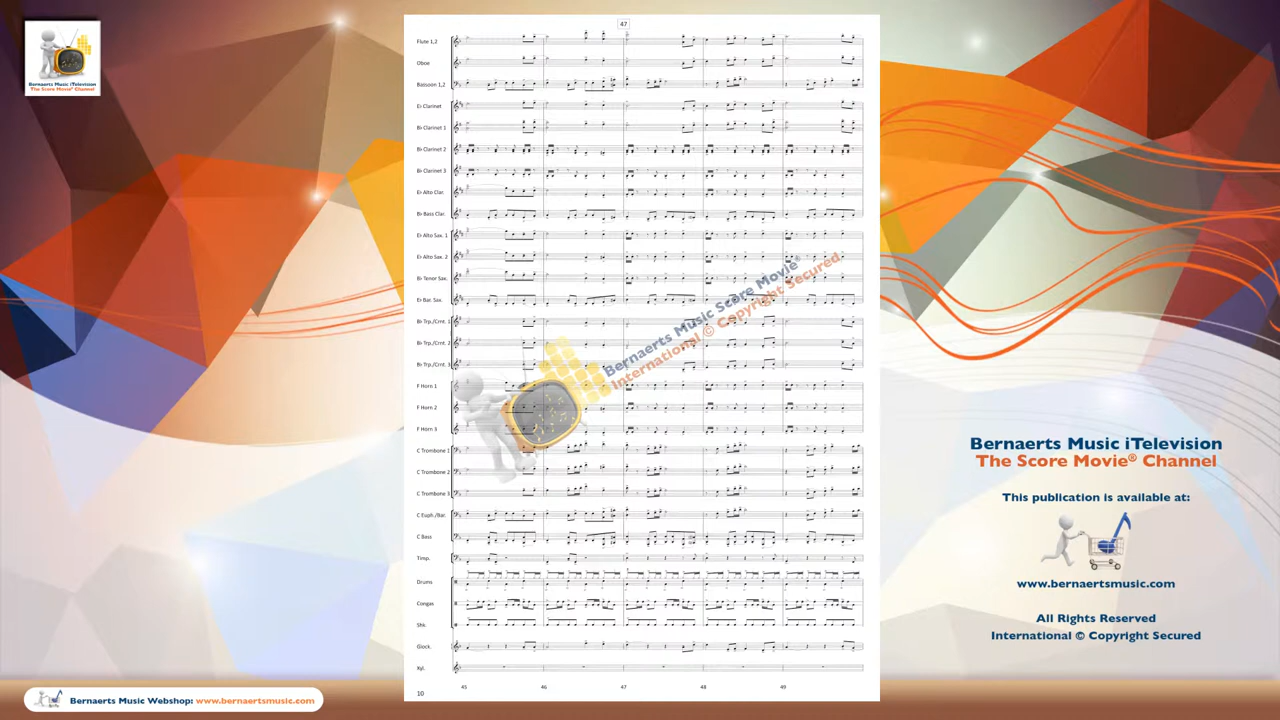 Bernaerts Music iTelevision
The Score Movie® Channel
47
Flute 1,2
Oboe
Bassoon 1,2
E♭ Clarinet
B♭ Clarinet 1
B♭ Clarinet 2
B♭ Clarinet 3
E♭ Alto Clar.
B♭ Bass Clar.
E♭ Alto Sax. 1
E♭ Alto Sax. 2
B♭ Tenor Sax.
E♭ Bar. Sax.
B♭ Trp./Crnt. 1
B♭ Trp./Crnt. 2
B♭ Trp./Crnt. 3
F Horn 1
F Horn 2
F Horn 3
C Trombone 1
C Trombone 2
C Trombone 3
C Euph./Bar.
C Bass
Timp.
Drums
Congas
Shk.
Glock.
Xyl.
45 46 47 48 49
10
Bernaerts Music Score Movie®
International © Copyright Secured
Bernaerts Music iTelevision
The Score Movie® Channel
This publication is available at:
www.bernaertsmusic.com
All Rights Reserved
International © Copyright Secured
Bernaerts Music Webshop: www.bernaertsmusic.com